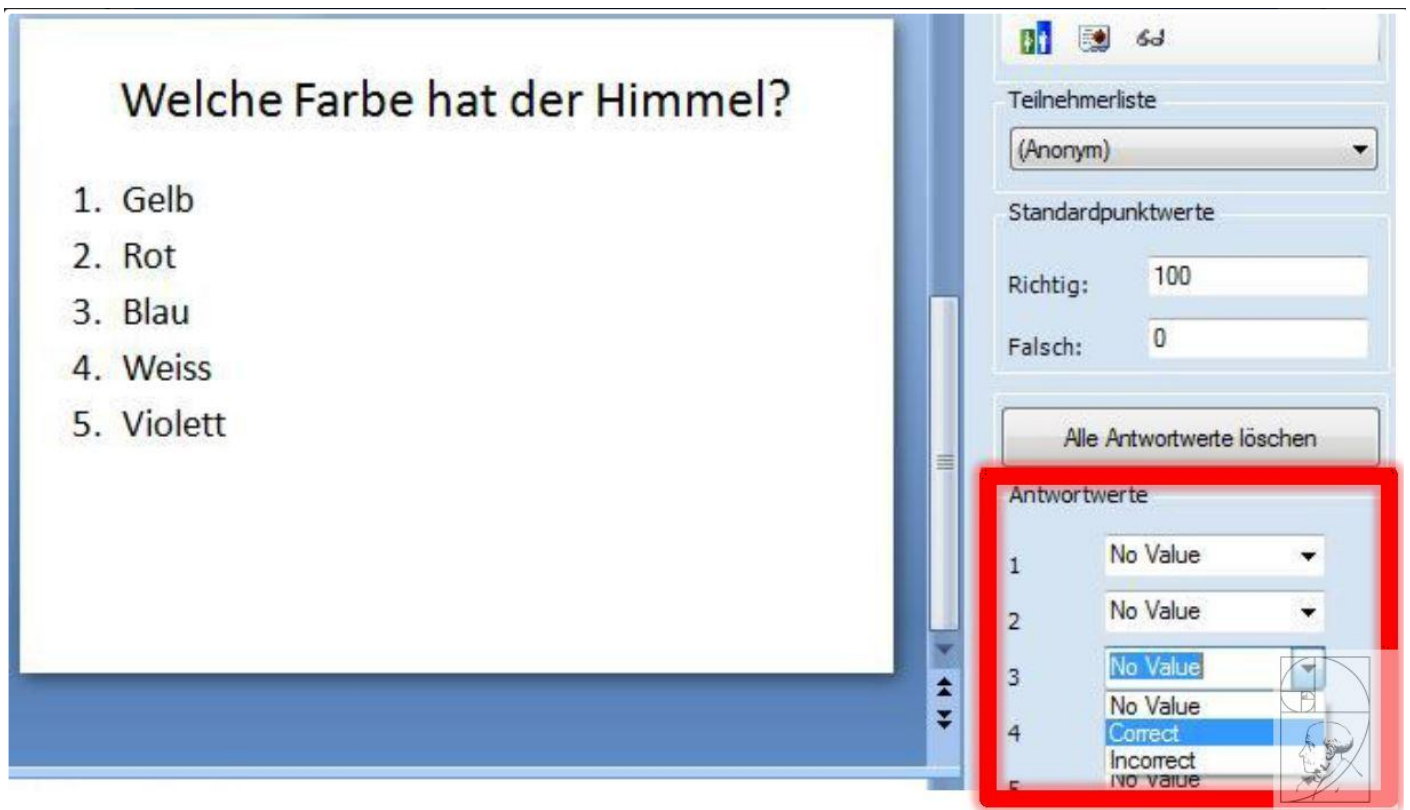 Welche Farbe hat der Himmel?
1. Gelb
2. Rot
3. Blau
4. Weiss
5. Violett
Teilnehmerliste
(Anonym)
Standardpunktwerte
Richtig: 100
Falsch: 0
Alle Antwortwerte löschen
Antwortwerte
1 No Value
2 No Value
3 No Value
No Value
4 Correct
Incorrect
5 No Value